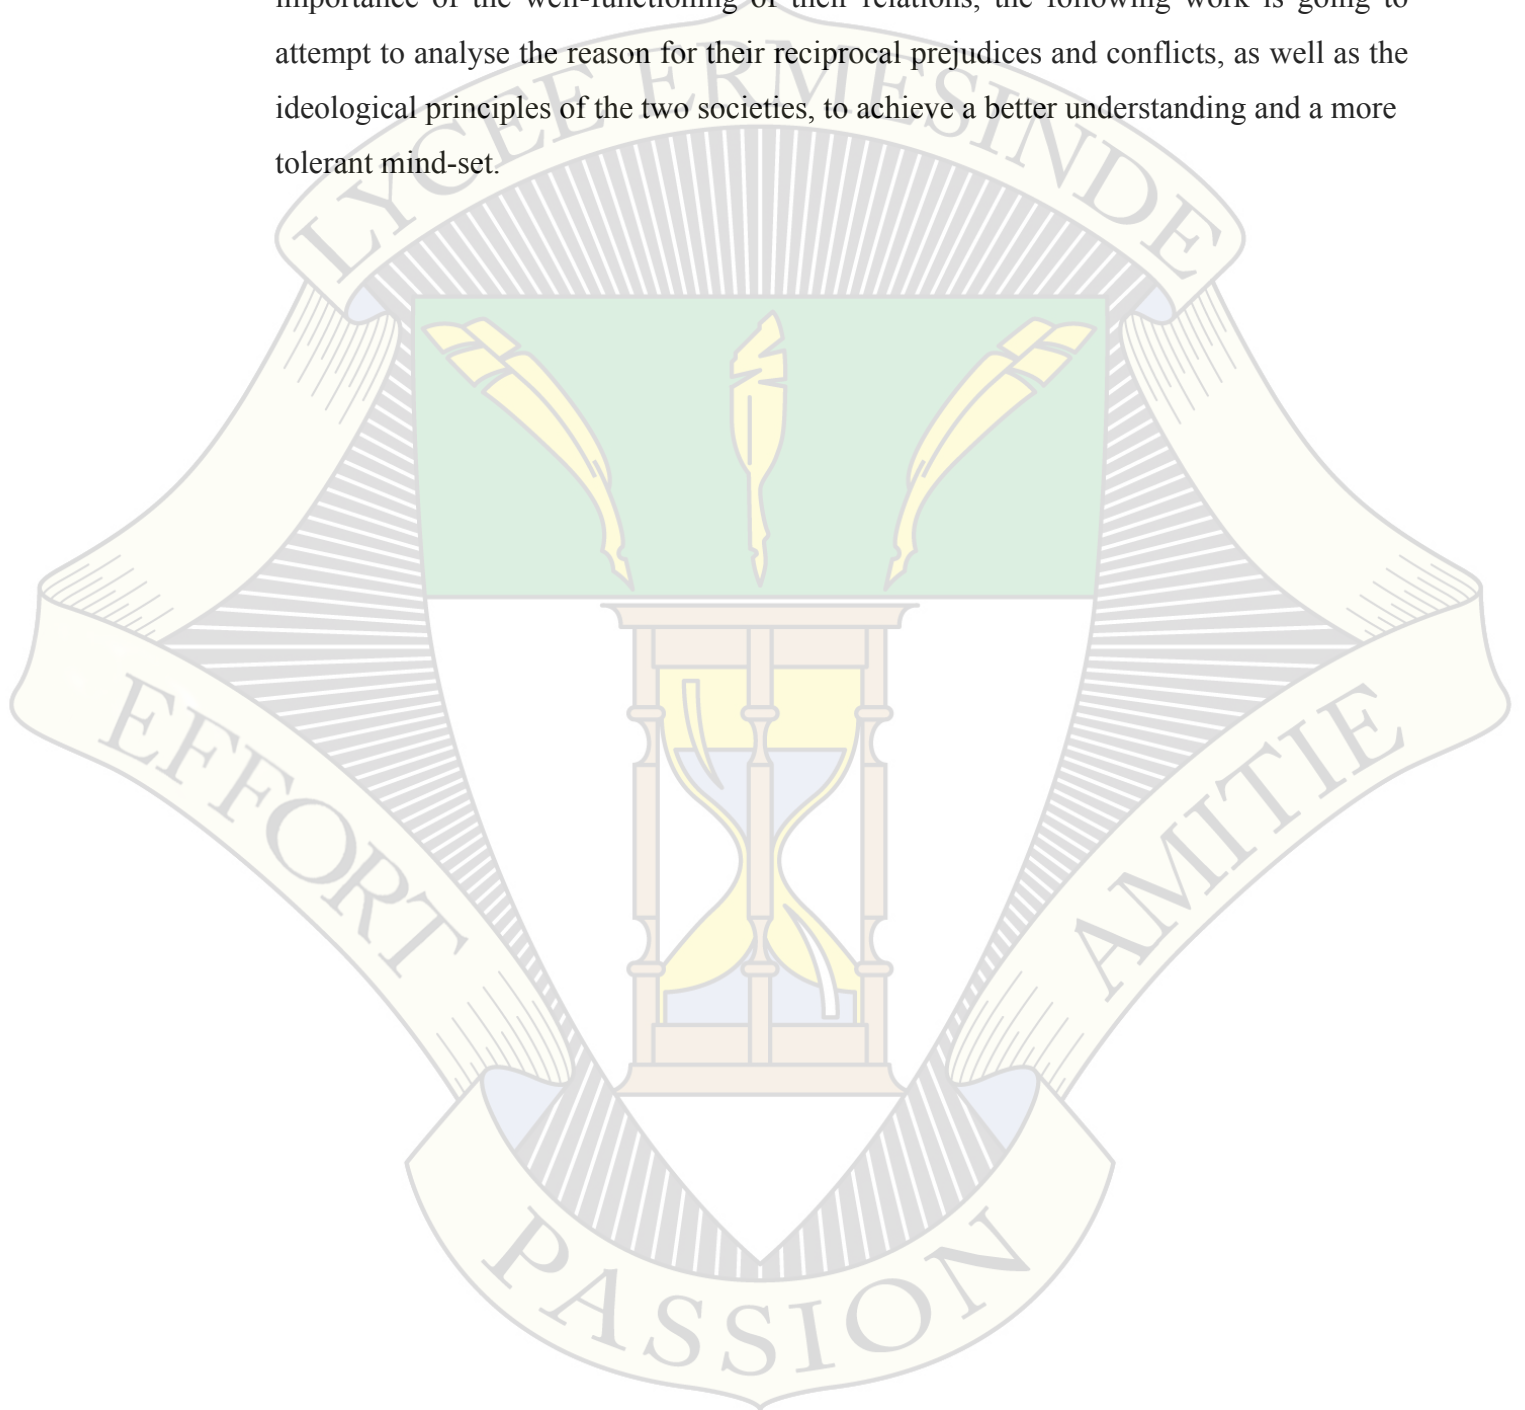 importance of the well-functioning of their relations, the following work is going to
attempt to analyse the reason for their reciprocal prejudices and conflicts, as well as the
ideological principles of the two societies, to achieve a better understanding and a more
tolerant mind-set.
LYCEE ERMESINDE
EFFORT
AMITIE
PASSION